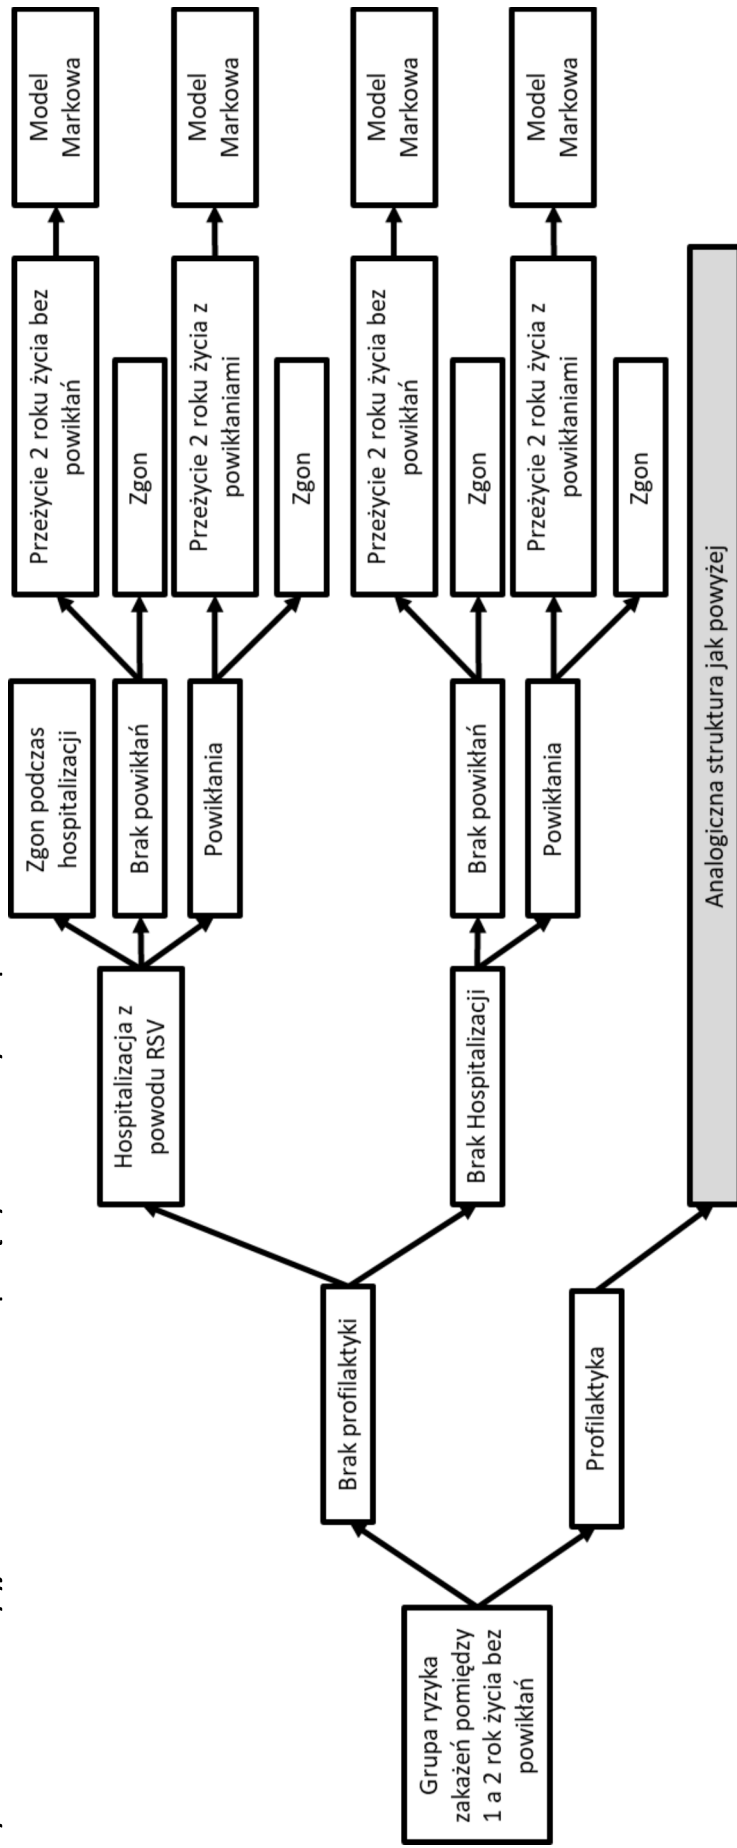 Grupa ryzyka
zakażeń pomiędzy
1 a 2 rok życia bez
powikłań
Brak profilaktyki
Profilaktyka
Hospitalizacja z
powodu RSV
Brak Hospitalizacji
Zgon podczas
hospitalizacji
Brak powikłań
Powikłania
Brak powikłań
Powikłania
Przeżycie 2 roku życia bez
powikłań
Zgon
Przeżycie 2 roku życia z
powikłaniami
Zgon
Przeżycie 2 roku życia bez
powikłań
Zgon
Przeżycie 2 roku życia z
powikłaniami
Zgon
Model
Markowa
Model
Markowa
Model
Markowa
Model
Markowa
Analogiczna struktura jak powyżej